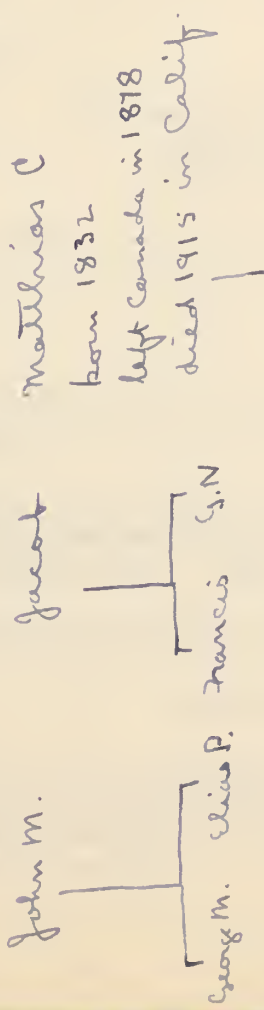 John M.
George M. Elias P.
Jacob
Francis G.N
Matthias C
born 1832
left Canada in 1878
died 1915 in Calif.